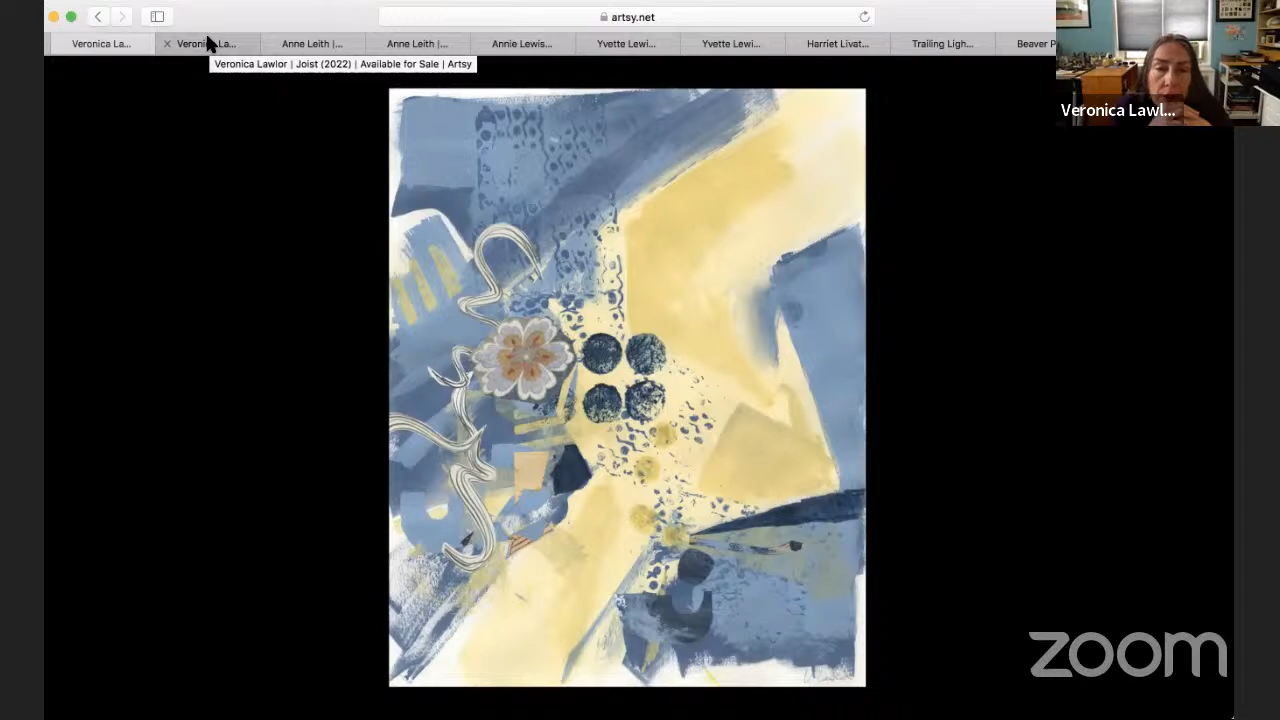 artsy.net
Veronica La...
Veronica La...
Anne Leith |...
Anne Leith |...
Annie Lewis...
Yvette Lewi...
Yvette Lewi...
Harriet Livat...
Trailing Ligh...
Beaver P
Veronica Lawlor | Joist (2022) | Available for Sale | Artsy
Veronica Lawl...
zoom